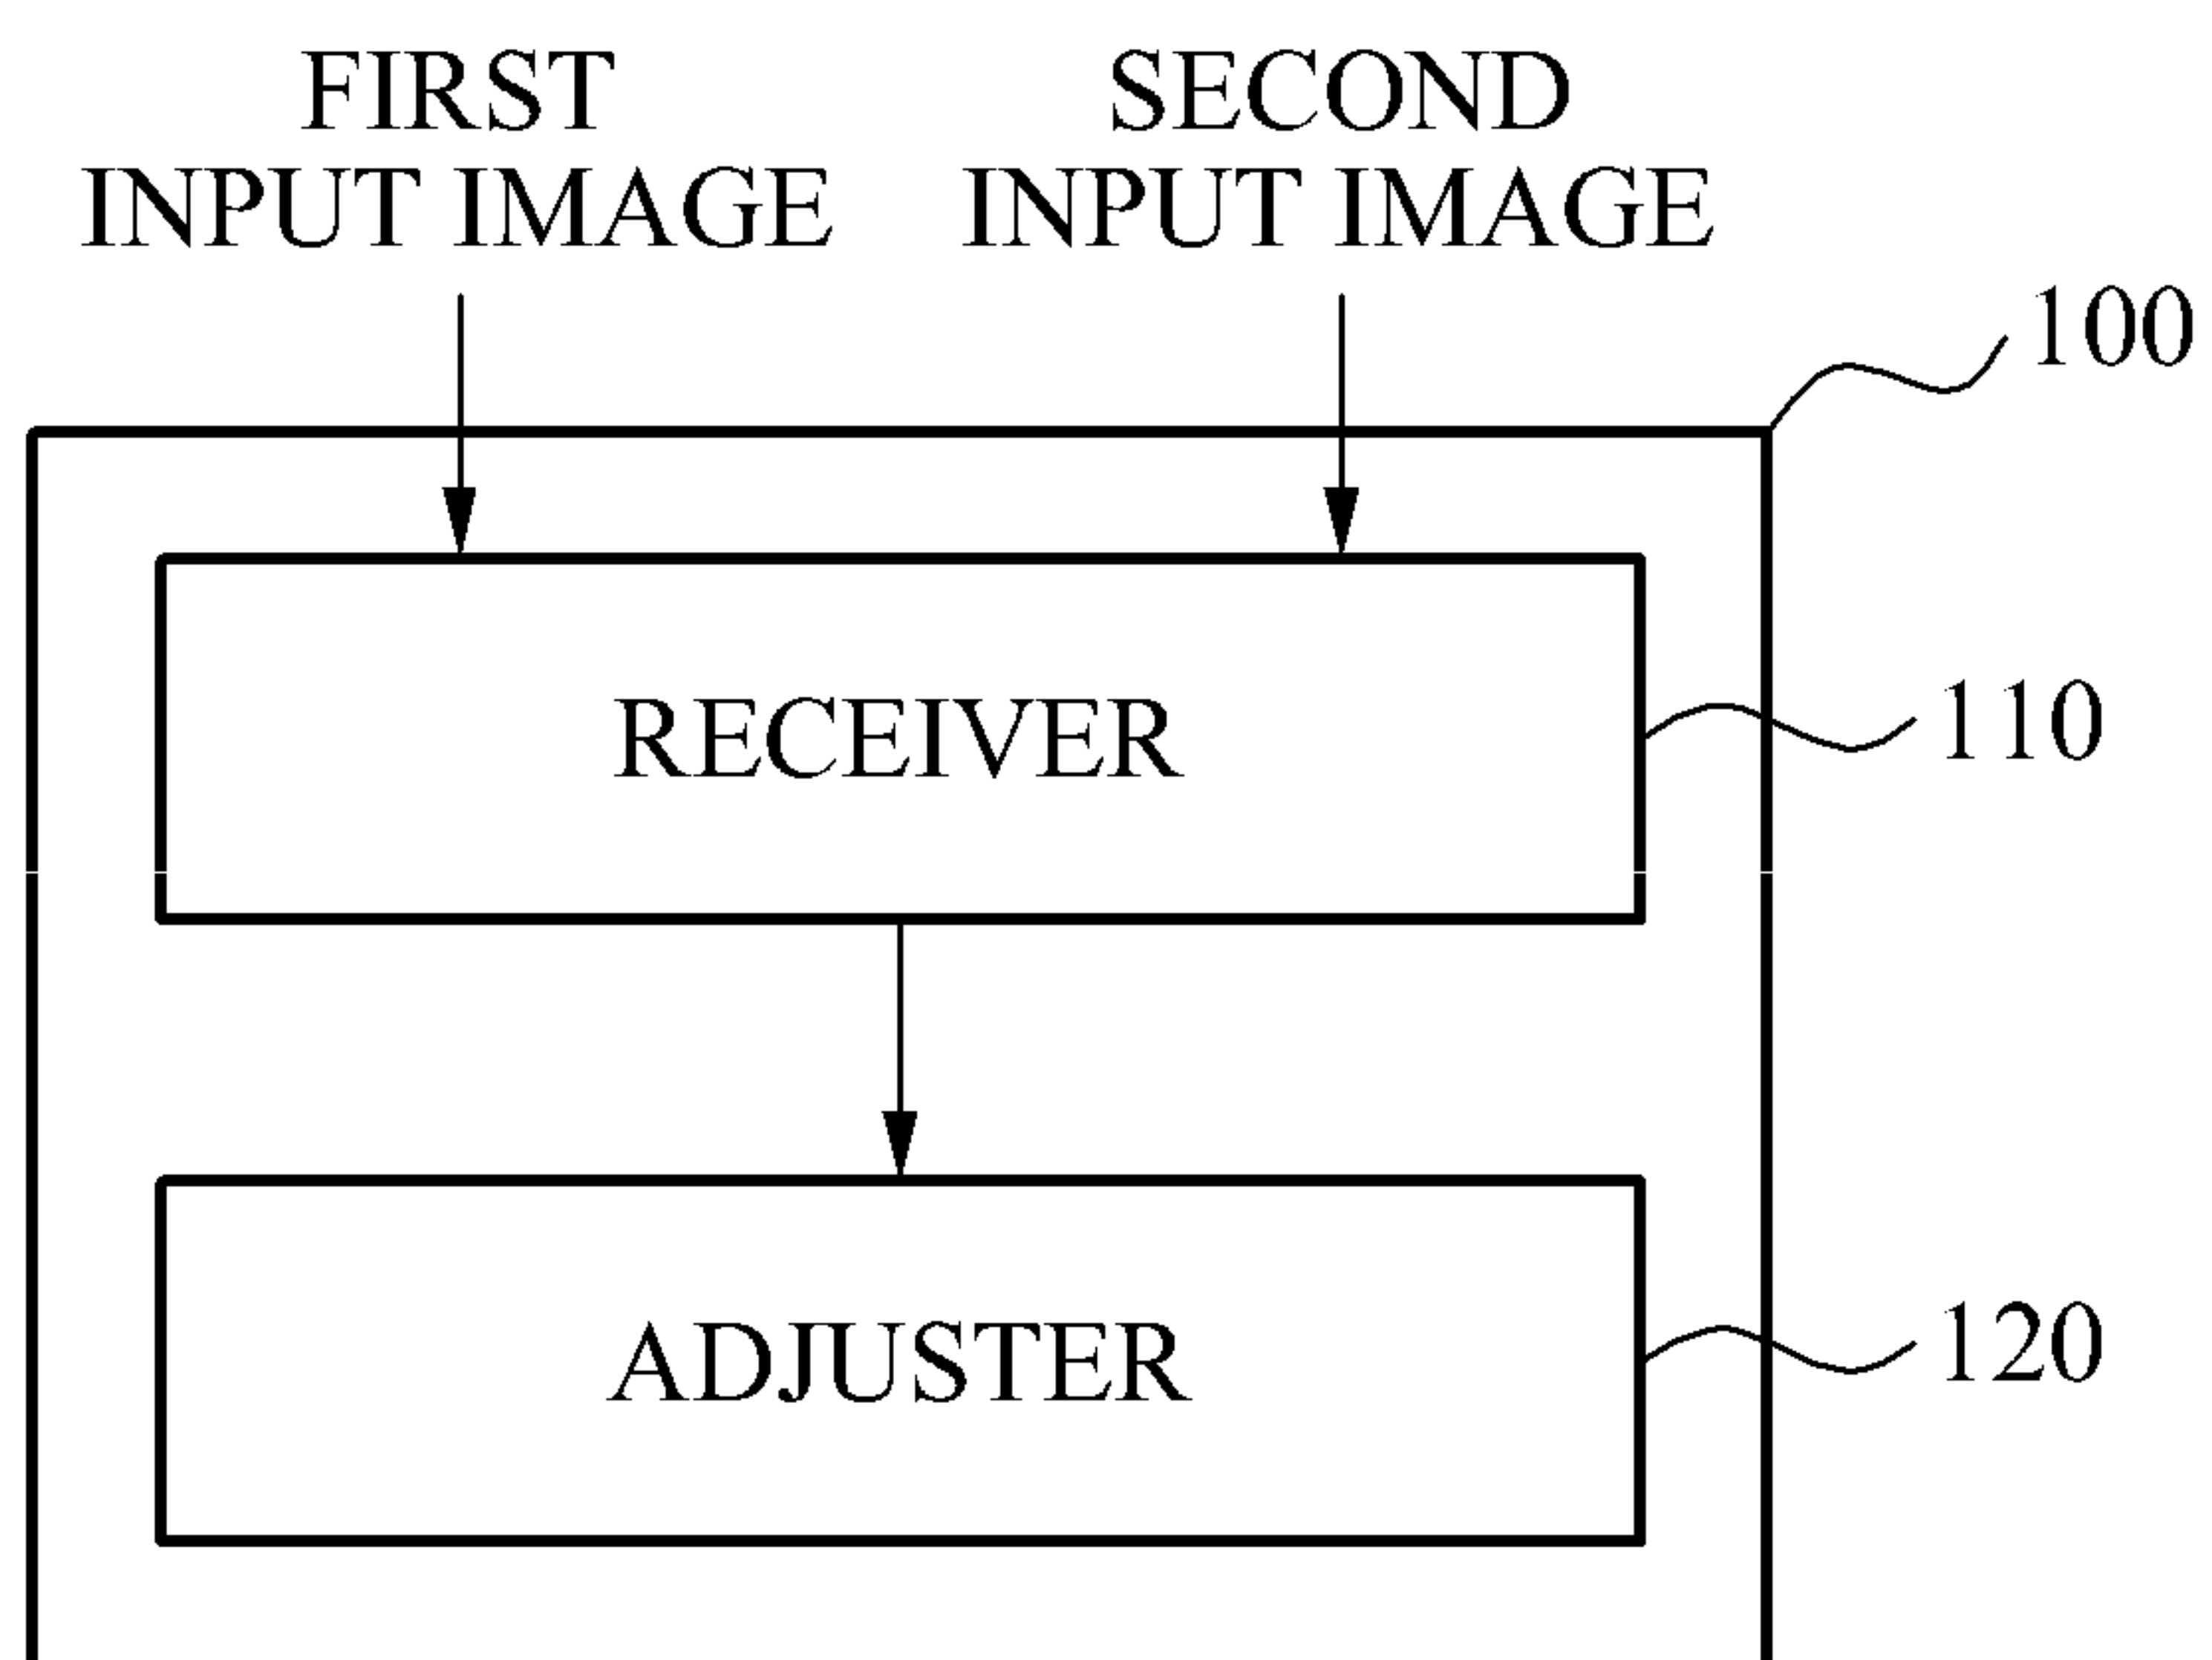 FIRST
INPUT IMAGE
SECOND
INPUT IMAGE
100
RECEIVER
110
ADJUSTER
120